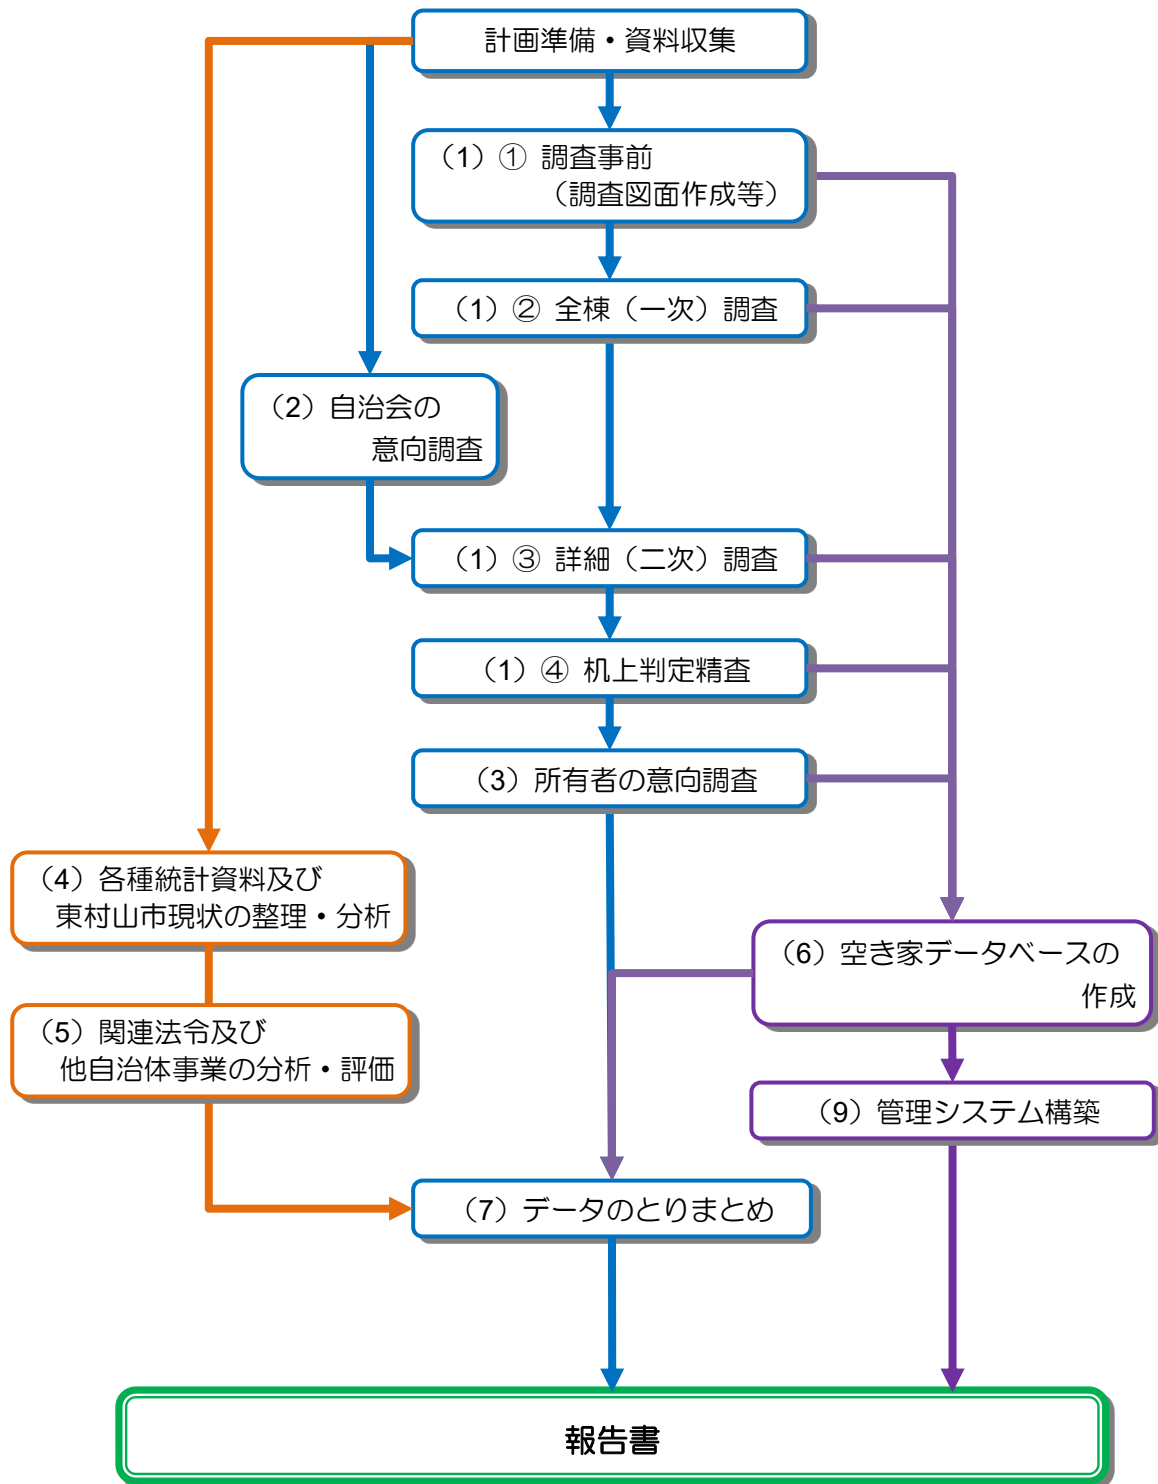 計画準備・資料収集
（1）① 調査事前
（調査図面作成等）
（1）② 全棟（一次）調査
（2）自治会の
意向調査
（1）③ 詳細（二次）調査
（1）④ 机上判定精査
（3）所有者の意向調査
（4）各種統計資料及び
東村山市現状の整理・分析
（5）関連法令及び
他自治体事業の分析・評価
（6）空き家データベースの
作成
（9）管理システム構築
（7）データのとりまとめ
報告書